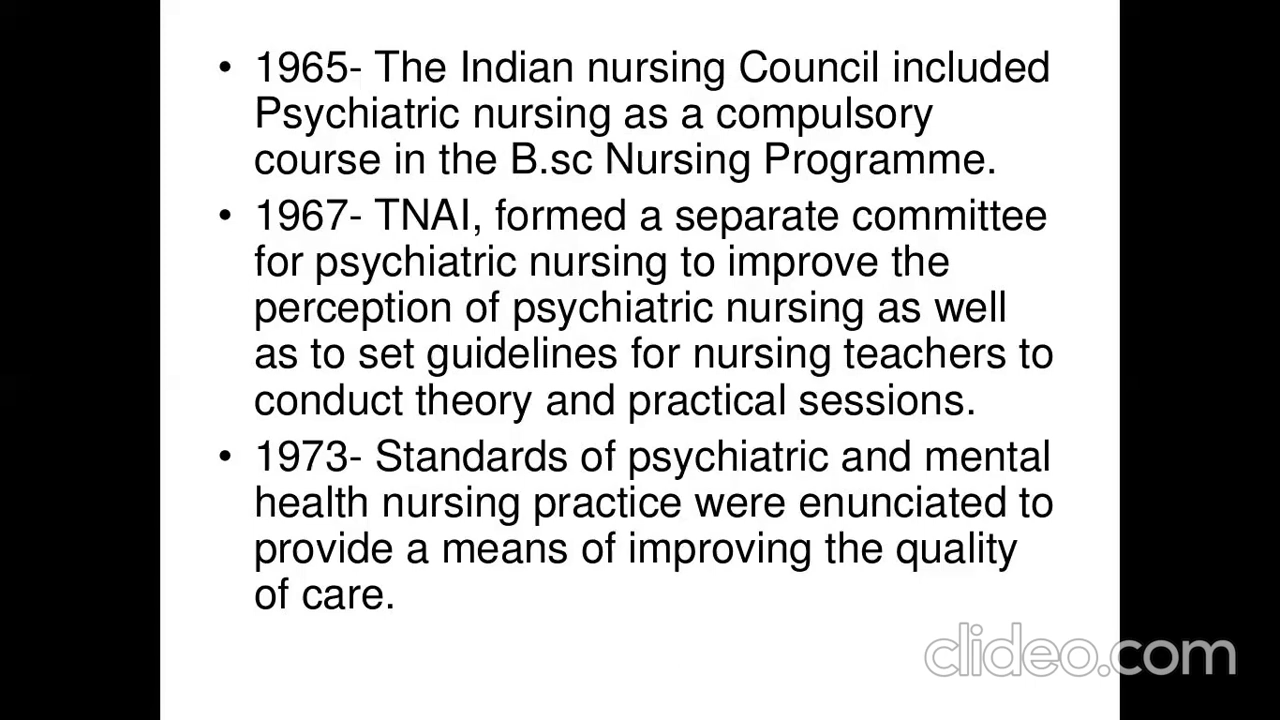 • 1965- The Indian nursing Council included
Psychiatric nursing as a compulsory
course in the B.sc Nursing Programme.
• 1967- TNAI, formed a separate committee
for psychiatric nursing to improve the
perception of psychiatric nursing as well
as to set guidelines for nursing teachers to
conduct theory and practical sessions.
• 1973- Standards of psychiatric and mental
health nursing practice were enunciated to
provide a means of improving the quality
of care.
clideo.com